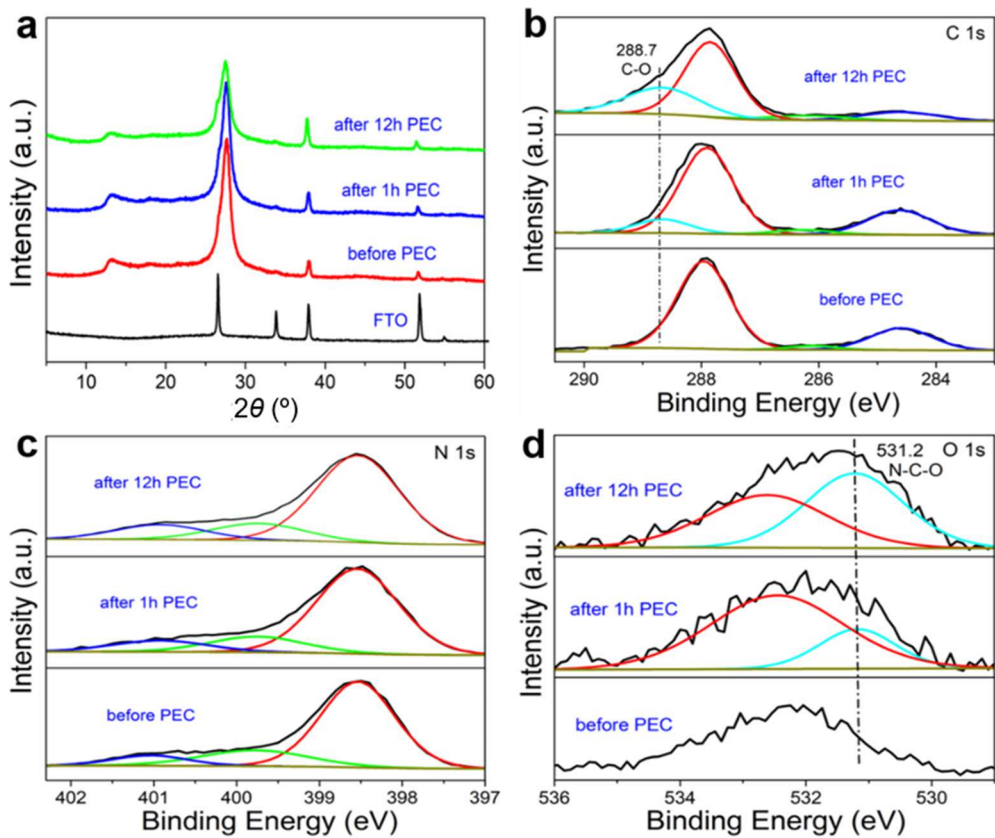 a
after 12h PEC
after 1h PEC
before PEC
FTO
Intensity (a.u.)
10 20 30 40 50 60
2θ (º)
b
C 1s
288.7
C-O
after 12h PEC
after 1h PEC
before PEC
Intensity (a.u.)
290 288 286 284
Binding Energy (eV)
c
N 1s
after 12h PEC
after 1h PEC
before PEC
Intensity (a.u.)
402 401 400 399 398 397
Binding Energy (eV)
d
531.2 O 1s
N-C-O
after 12h PEC
after 1h PEC
before PEC
Intensity (a.u.)
536 534 532 530
Binding Energy (eV)